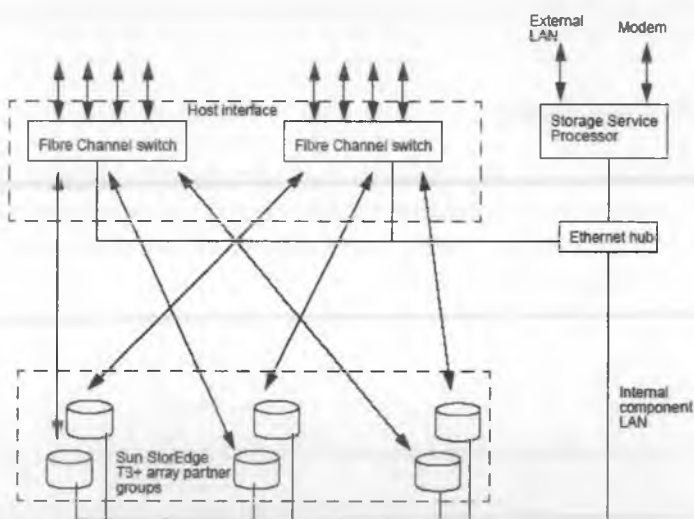 External
LAN
Modem
Host interface
Fibre Channel switch
Fibre Channel switch
Storage Service
Processor
Ethernet hub
Internal
component
LAN
Sun StorEdge
T3+ array partner
groups